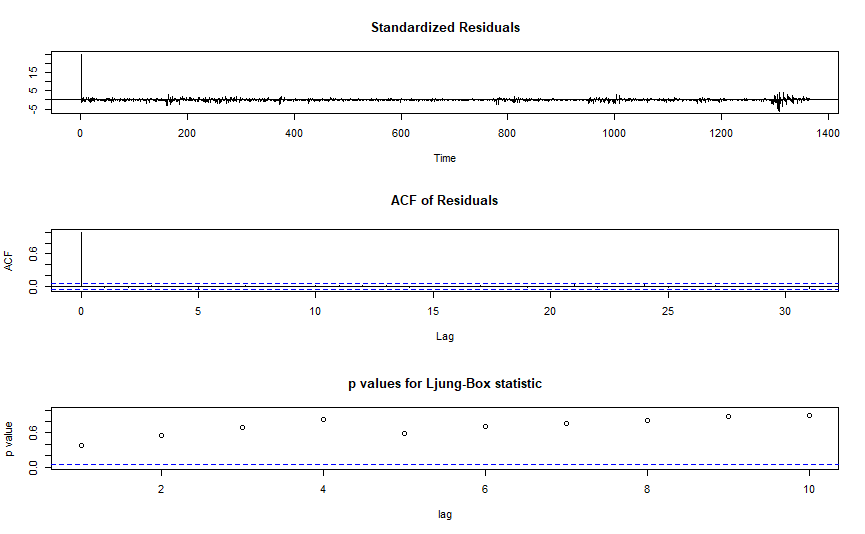 Standardized Residuals
-5 5 15
0 200 400 600 800 1000 1200 1400
Time
ACF of Residuals
ACF
0.0 0.6
0 5 10 15 20 25 30
Lag
p values for Ljung-Box statistic
p value
0.0 0.6
2 4 6 8 10
lag